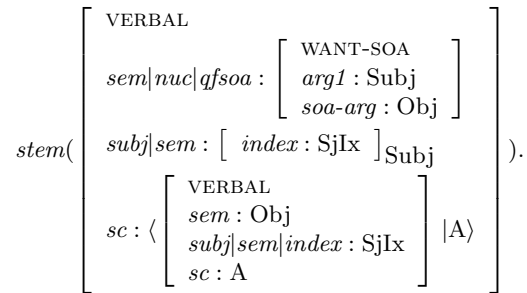 VERBAL
sem|nuc|qfsoa : [ WANT-SOA
arg1 : Subj
soa-arg : Obj ]
stem( subj|sem : [ index : SjIx ]Subj ).
sc : ⟨ [ VERBAL
sem : Obj
subj|sem|index : SjIx
sc : A ] |A⟩